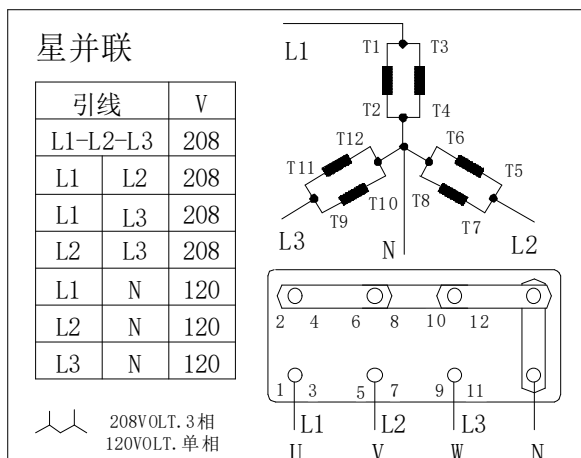 星并联
引线 V
L1-L2-L3 208
L1 L2 208
L1 L3 208
L2 L3 208
L1 N 120
L2 N 120
L3 N 120
208VOLT.3相
120VOLT.单相
L1
T1 T3
T2 T4
T12 T6
T11 T5
T10 T8
T9 T7
L3 N L2
2 4 6 8 10 12
1 3 5 7 9 11
L1 L2 L3
U V W N